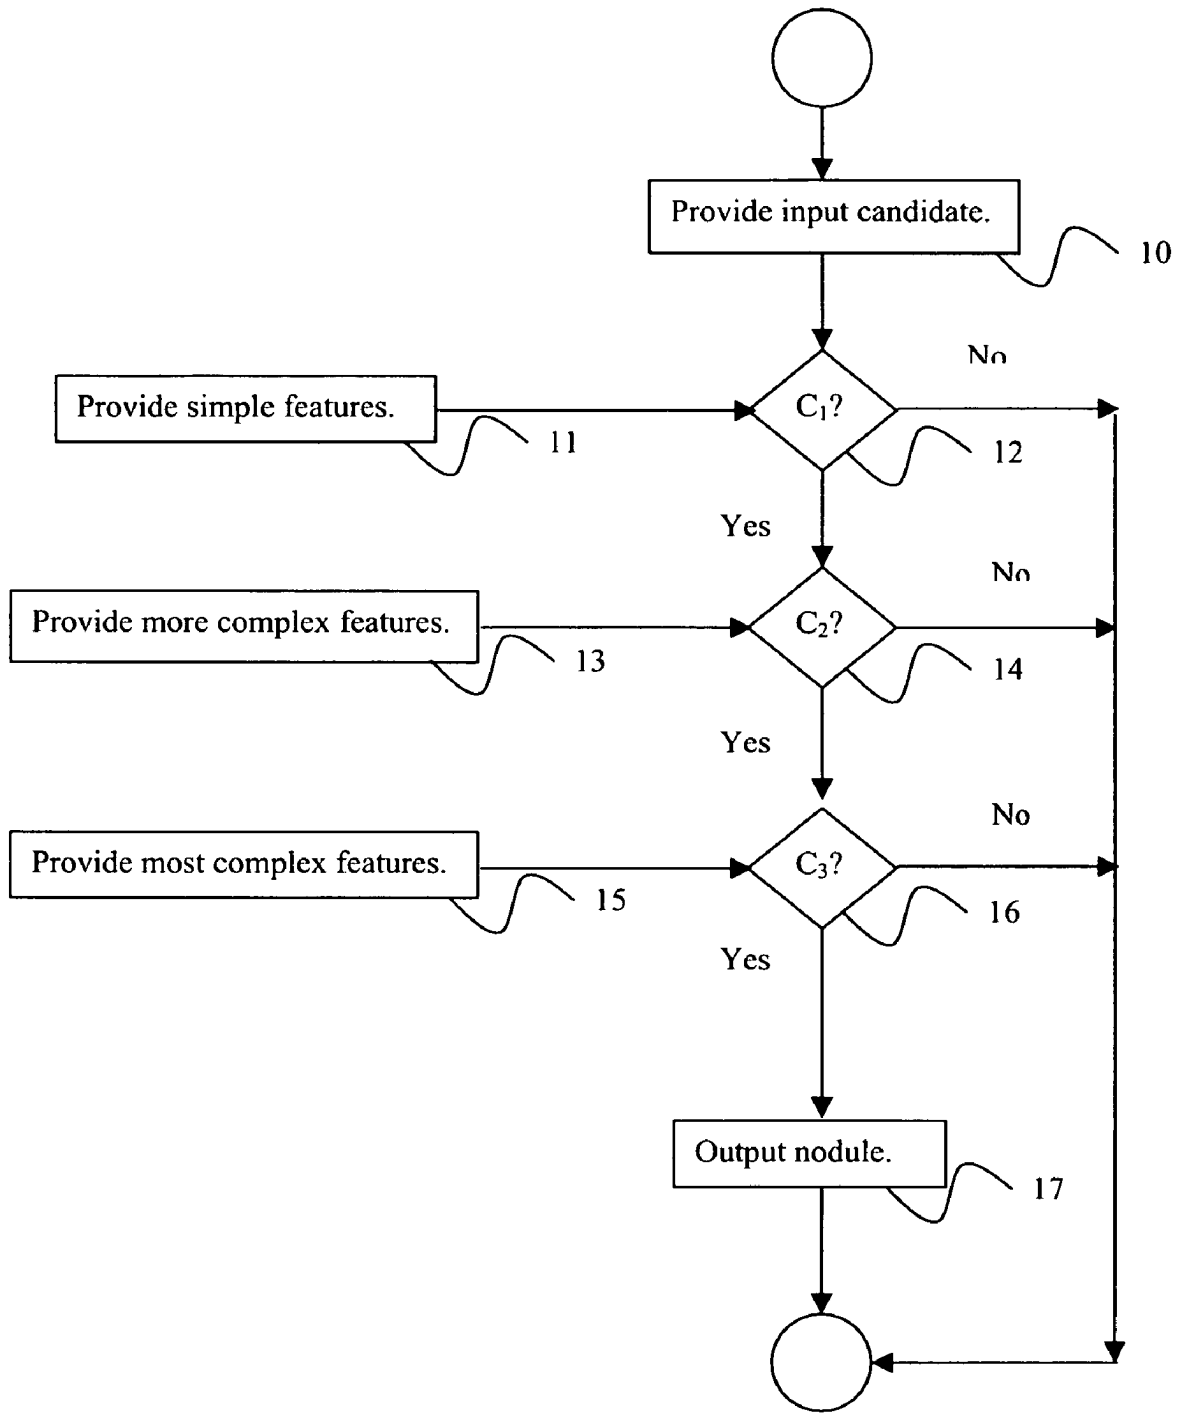 Provide input candidate.
10
No
Provide simple features.
C₁?
11
12
Yes
No
Provide more complex features.
C₂?
13
14
Yes
No
Provide most complex features.
C₃?
15
16
Yes
Output nodule.
17